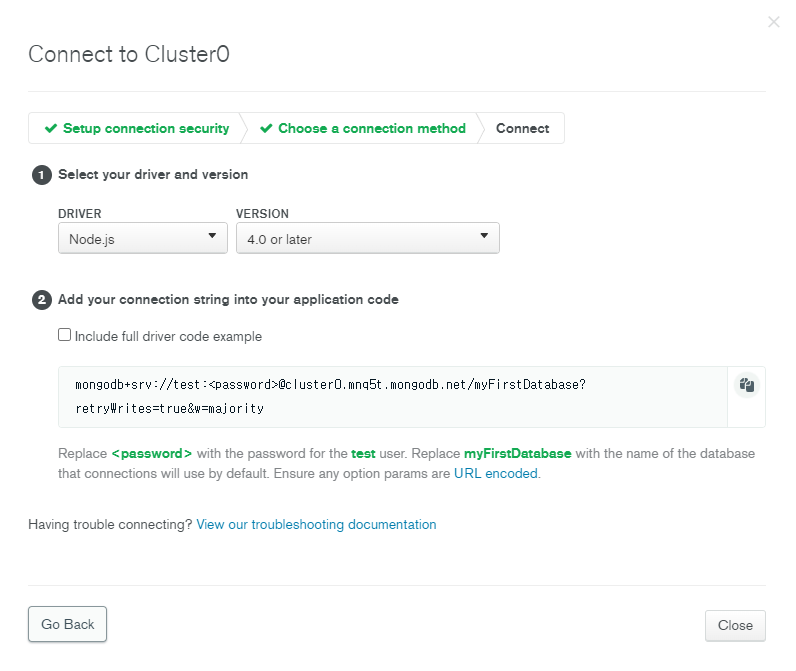 Connect to Cluster0
Setup connection security
Choose a connection method
Connect
1 Select your driver and version
DRIVER
VERSION
Node.js
4.0 or later
2 Add your connection string into your application code
Include full driver code example
mongodb+srv://test:<password>@cluster0.mnq5t.mongodb.net/myFirstDatabase?
retryWrites=true&w=majority
Replace <password> with the password for the test user. Replace myFirstDatabase with the name of the database
that connections will use by default. Ensure any option params are URL encoded.
Having trouble connecting? View our troubleshooting documentation
Go Back
Close